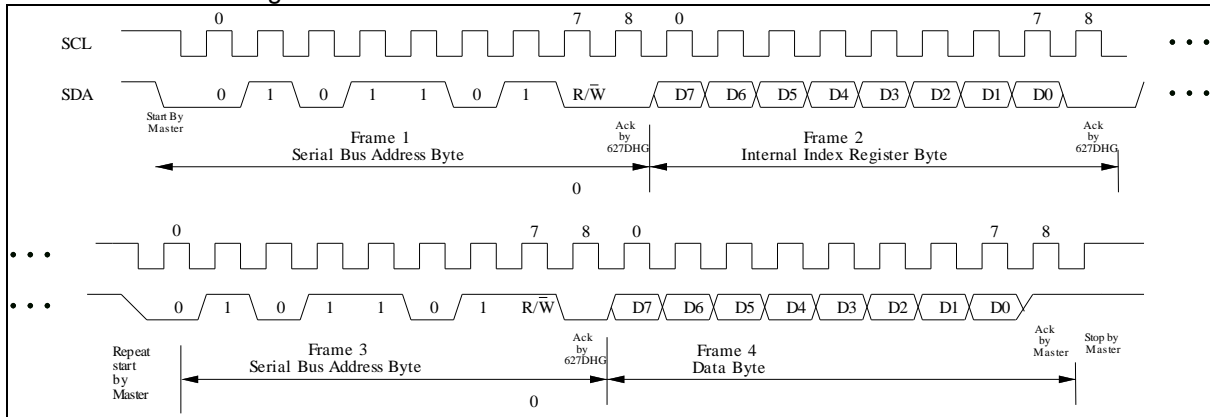 0 7 8 0 7 8
SCL
SDA 0 1 0 1 1 0 1 R/W̅ D7 D6 D5 D4 D3 D2 D1 D0
Start By
Master
Ack
by
627DHG
Ack
by
627DHG
Frame 1
Serial Bus Address Byte
Frame 2
Internal Index Register Byte
0
0 7 8 0 7 8
0 1 0 1 1 0 1 R/W̅ D7 D6 D5 D4 D3 D2 D1 D0
Repeat
start
by
Master
Frame 3
Serial Bus Address Byte
Ack
by
627DHG
Frame 4
Data Byte
Ack
by
Master
Stop by
Master
0